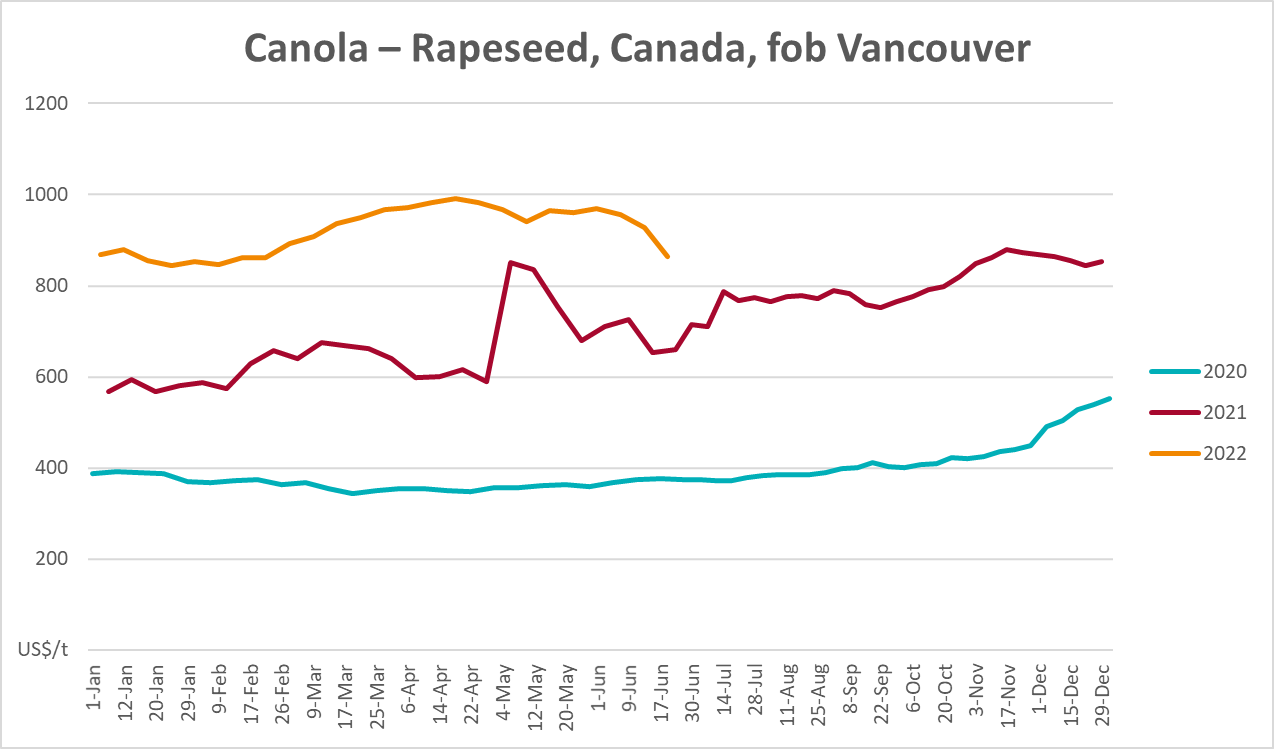 Canola – Rapeseed, Canada, fob Vancouver
1200
1000
800
600
400
200
US$/t
1-Jan
12-Jan
20-Jan
29-Jan
9-Feb
17-Feb
26-Feb
9-Mar
17-Mar
25-Mar
6-Apr
14-Apr
22-Apr
4-May
12-May
20-May
1-Jun
9-Jun
17-Jun
30-Jun
14-Jul
28-Jul
11-Aug
25-Aug
8-Sep
22-Sep
6-Oct
20-Oct
3-Nov
17-Nov
1-Dec
15-Dec
29-Dec
2020
2021
2022